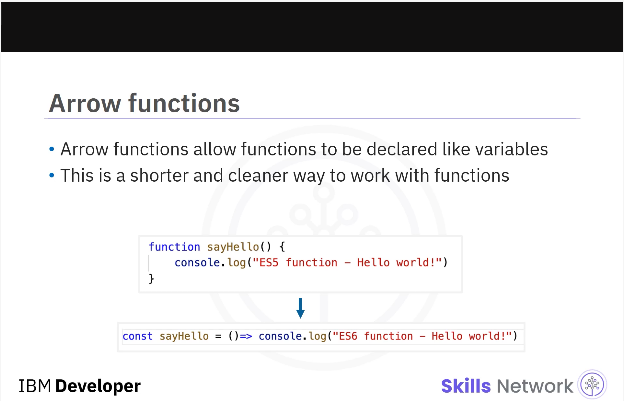 Arrow functions
• Arrow functions allow functions to be declared like variables
• This is a shorter and cleaner way to work with functions
function sayHello() {
console.log("ES5 function - Hello world!")
}
const sayHello = ()=> console.log("ES6 function - Hello world!")
IBM Developer
Skills Network